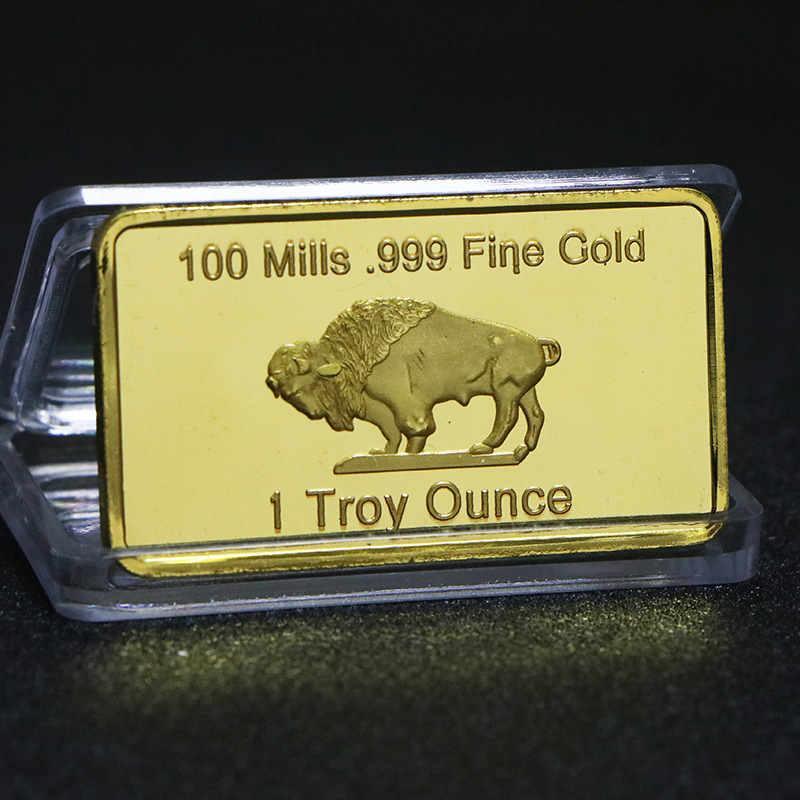 100 Mills .999 Fine Gold
1 Troy Ounce